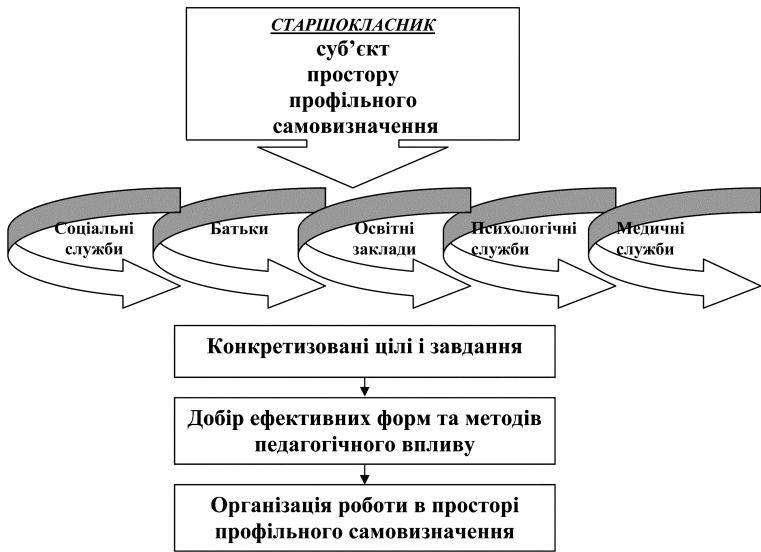 СТАРШОКЛАСНИК
суб’єкт
простору
профільного
самовизначення
Соціальні
служби
Батьки
Освітні
заклади
Психологічні
служби
Медичні
служби
Конкретизовані цілі і завдання
Добір ефективних форм та методів
педагогічного впливу
Організація роботи в просторі
профільного самовизначення